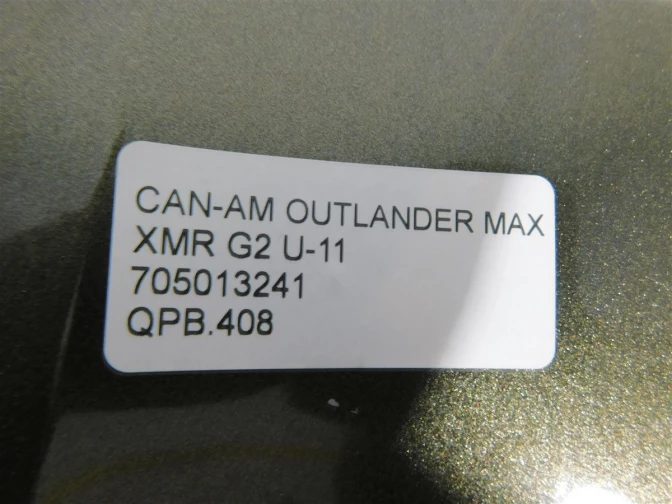 CAN-AM OUTLANDER MAX
XMR G2 U-11
705013241
QPB.408